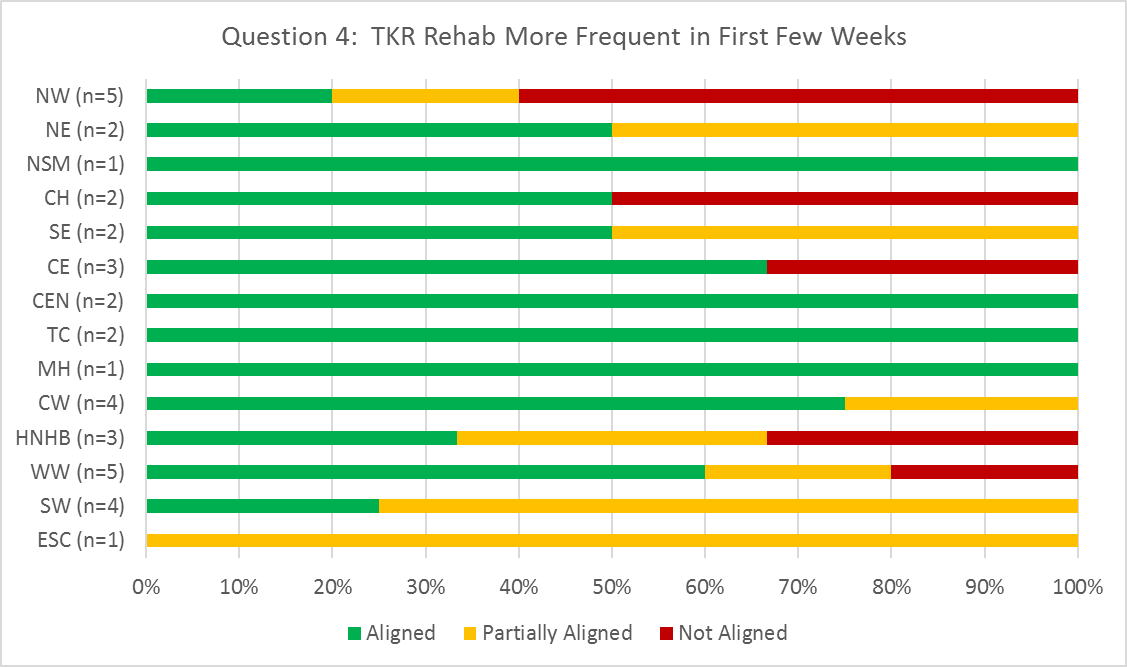 Question 4:  TKR Rehab More Frequent in First Few Weeks
NW (n=5)
NE (n=2)
NSM (n=1)
CH (n=2)
SE (n=2)
CE (n=3)
CEN (n=2)
TC (n=2)
MH (n=1)
CW (n=4)
HNHB (n=3)
WW (n=5)
SW (n=4)
ESC (n=1)
0% 10% 20% 30% 40% 50% 60% 70% 80% 90% 100%
Aligned Partially Aligned Not Aligned